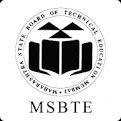 MAHARASHTRA STATE BOARD OF TECHNICAL EDUCATION MUMBAI
MSBTE